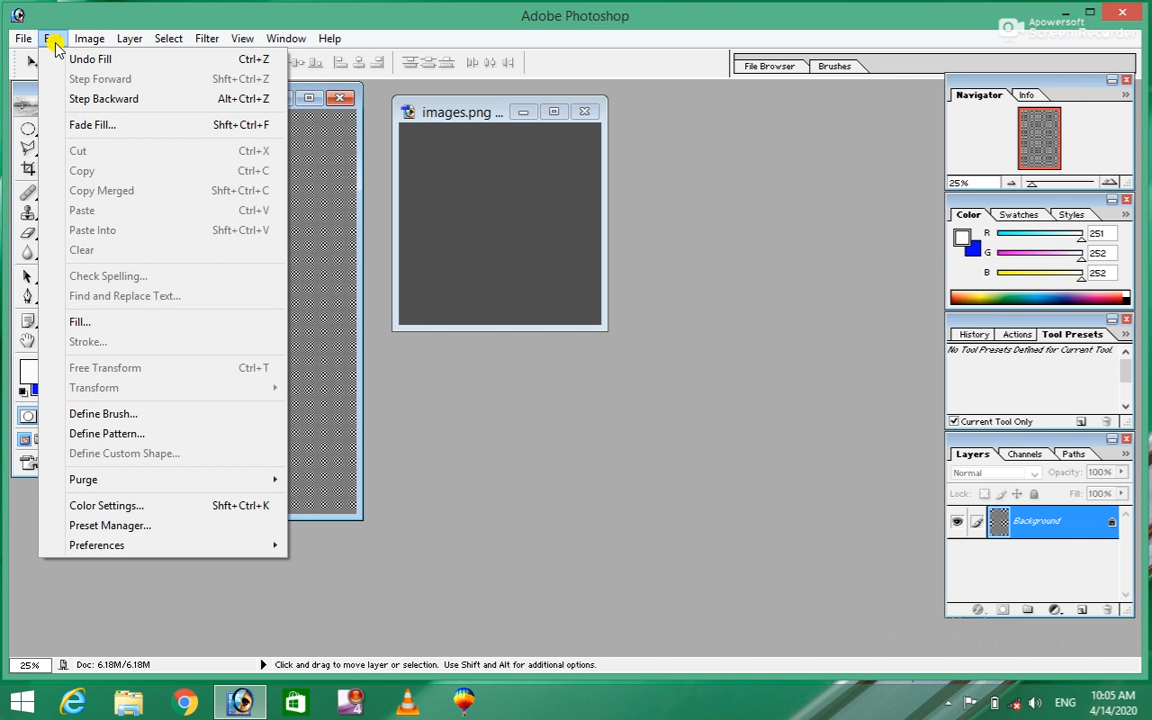 Adobe Photoshop
Apowersoft
Screen Recorder
File Image Layer Select Filter View Window Help
Undo Fill Ctrl+Z
Step Forward Shft+Ctrl+Z
Step Backward Alt+Ctrl+Z
Fade Fill... Shft+Ctrl+F
Cut Ctrl+X
Copy Ctrl+C
Copy Merged Shft+Ctrl+C
Paste Ctrl+V
Paste Into Shft+Ctrl+V
Clear
Check Spelling...
Find and Replace Text...
Fill...
Stroke...
Free Transform Ctrl+T
Transform
Define Brush...
Define Pattern...
Define Custom Shape...
Purge
Color Settings... Shft+Ctrl+K
Preset Manager...
Preferences
images.png ...
File Browser Brushes
Navigator Info
25%
Color Swatches Styles
R 251
G 252
B 252
History Actions Tool Presets
No Tool Presets Defined for Current Tool.
Current Tool Only
Layers Channels Paths
Normal Opacity: 100%
Lock: Fill: 100%
Background
25% Doc: 6.18M/6.18M Click and drag to move layer or selection. Use Shift and Alt for additional options.
4
ENG
10:05 AM
4/14/2020